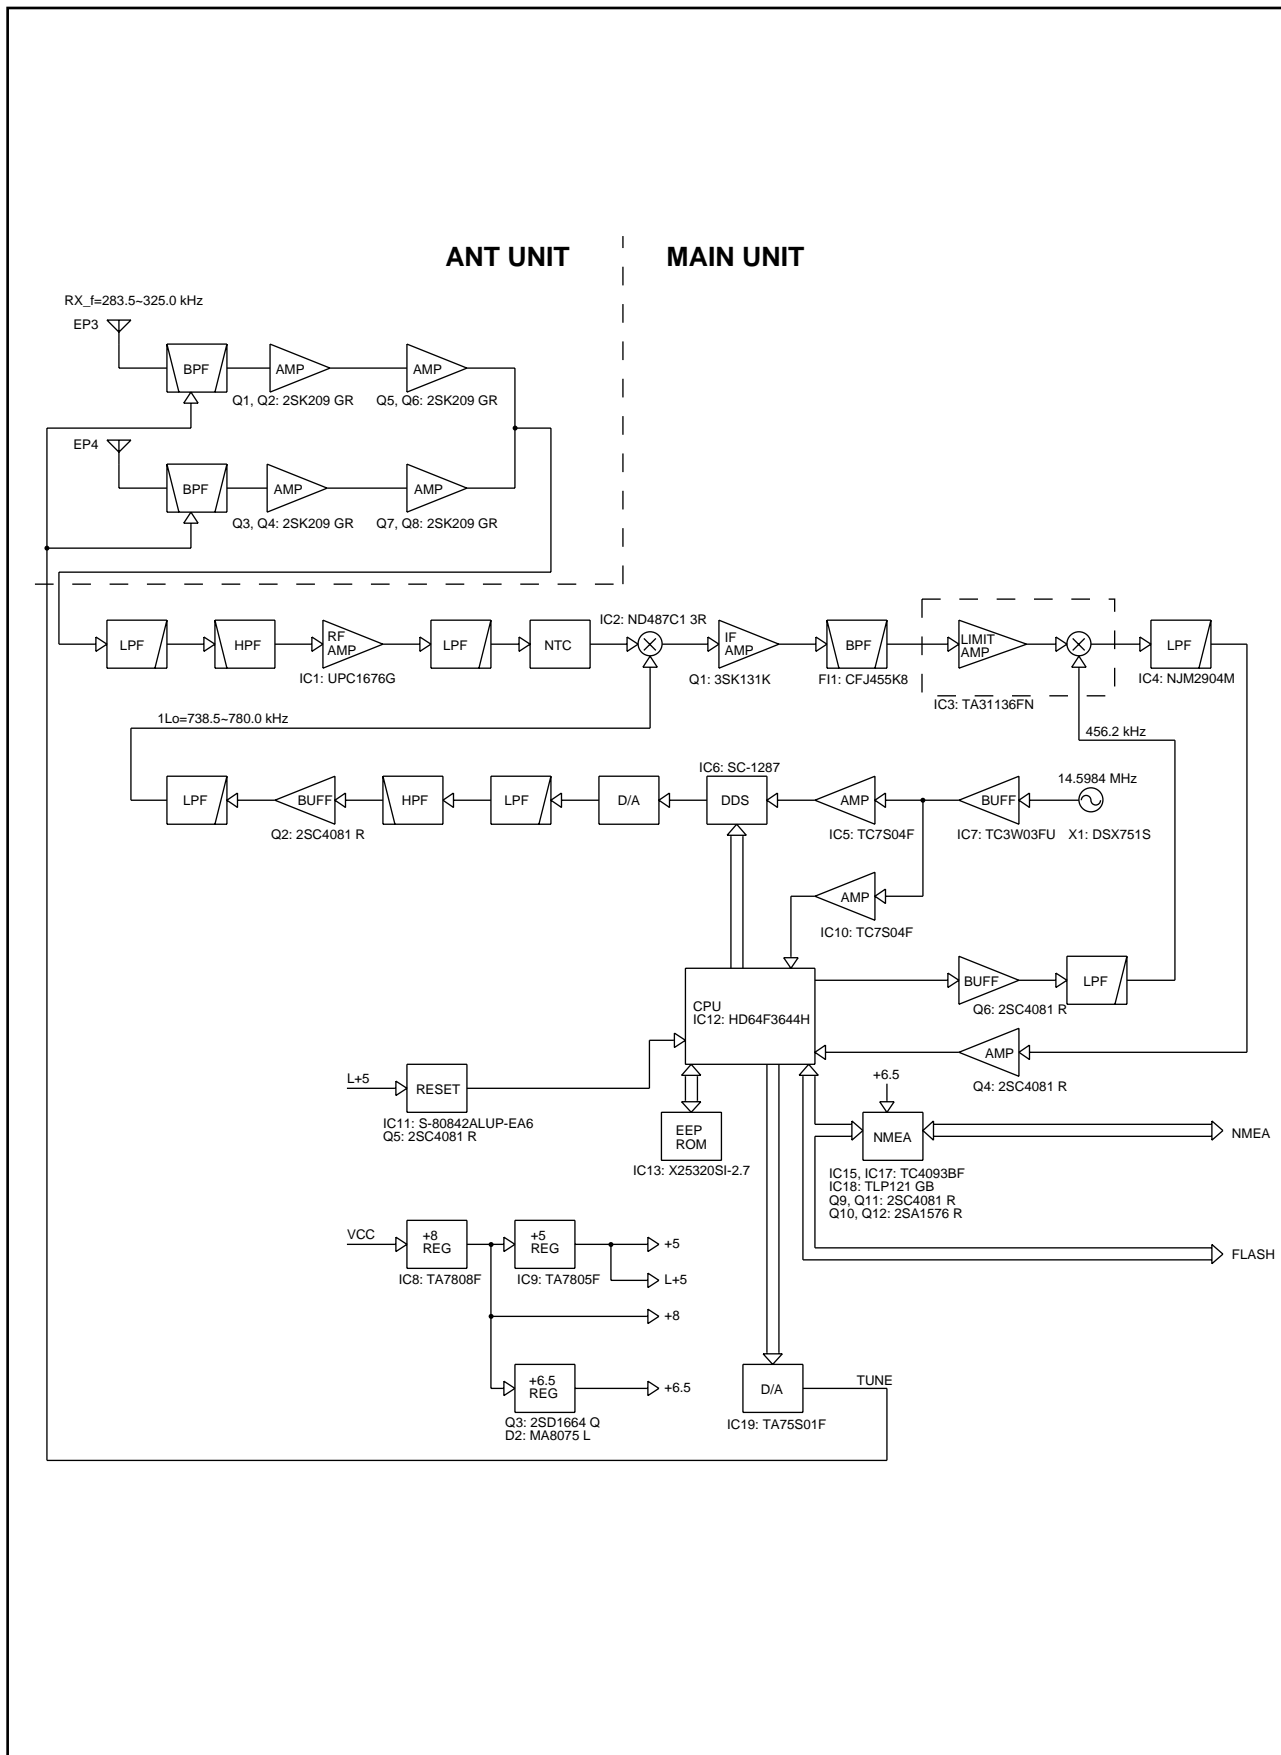 ANT UNIT
MAIN UNIT
RX_f=283.5~325.0 kHz
EP3
BPF
AMP
AMP
Q1, Q2: 2SK209 GR
Q5, Q6: 2SK209 GR
EP4
BPF
AMP
AMP
Q3, Q4: 2SK209 GR
Q7, Q8: 2SK209 GR
LPF
HPF
RF
AMP
IC1: UPC1676G
LPF
NTC
IC2: ND487C1 3R
IF
AMP
Q1: 3SK131K
BPF
FI1: CFJ455K8
LIMIT
AMP
IC3: TA31136FN
LPF
IC4: NJM2904M
1Lo=738.5~780.0 kHz
456.2 kHz
LPF
BUFF
Q2: 2SC4081 R
HPF
LPF
D/A
IC6: SC-1287
DDS
AMP
IC5: TC7S04F
BUFF
IC7: TC3W03FU
14.5984 MHz
X1: DSX751S
AMP
IC10: TC7S04F
CPU
IC12: HD64F3644H
BUFF
Q6: 2SC4081 R
LPF
AMP
Q4: 2SC4081 R
L+5
RESET
IC11: S-80842ALUP-EA6
Q5: 2SC4081 R
EEP
ROM
IC13: X25320SI-2.7
+6.5
NMEA
NMEA
IC15, IC17: TC4093BF
IC18: TLP121 GB
Q9, Q11: 2SC4081 R
Q10, Q12: 2SA1576 R
FLASH
VCC
+8
REG
IC8: TA7808F
+5
REG
IC9: TA7805F
+5
L+5
+8
+6.5
REG
+6.5
Q3: 2SD1664 Q
D2: MA8075 L
D/A
TUNE
IC19: TA75S01F